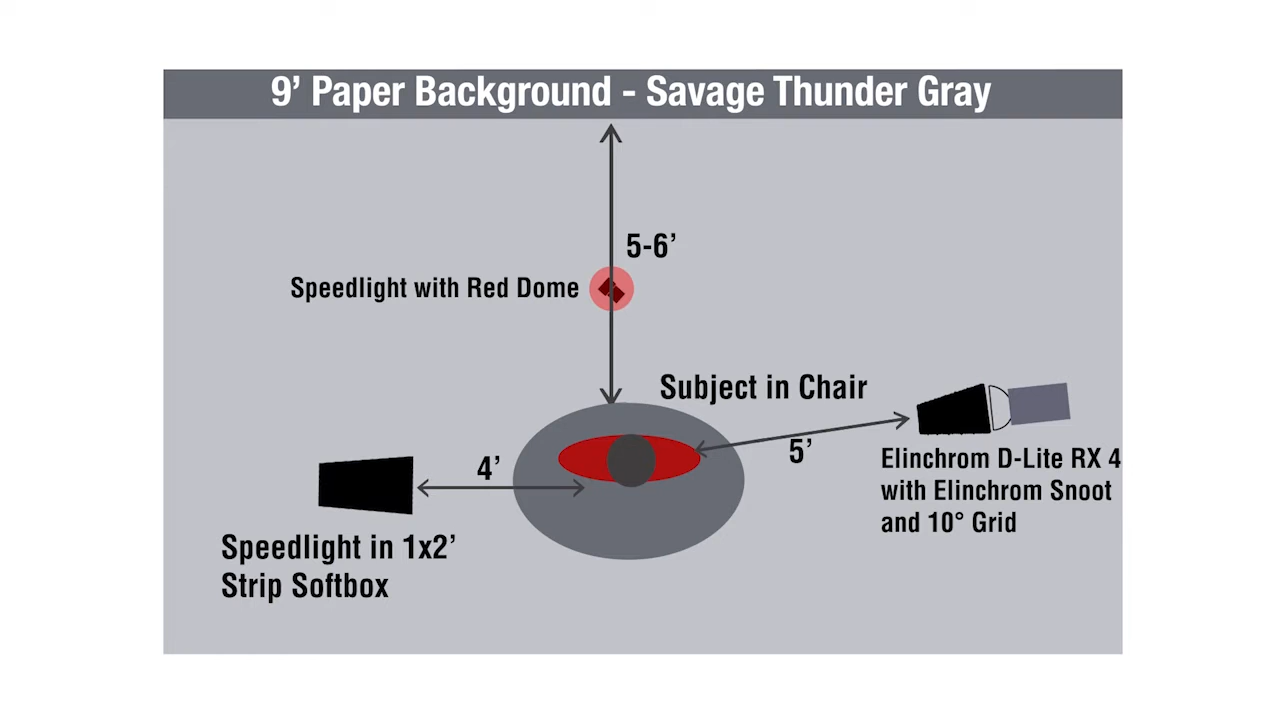 9’ Paper Background - Savage Thunder Gray
5-6’
Speedlight with Red Dome
Subject in Chair
5’
4’
Elinchrom D-Lite RX 4
with Elinchrom Snoot
and 10° Grid
Speedlight in 1x2’
Strip Softbox